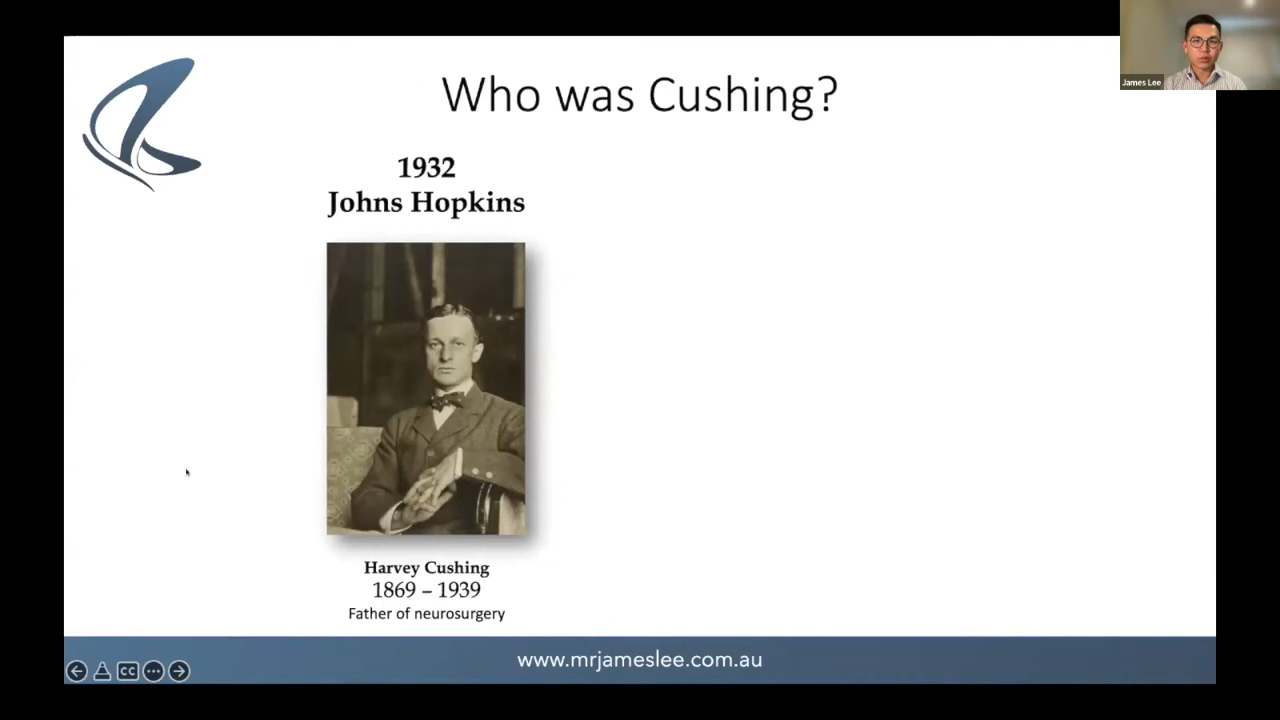 James Lee
Who was Cushing?
1932
Johns Hopkins
Harvey Cushing
1869 – 1939
Father of neurosurgery
www.mrjameslee.com.au
CC